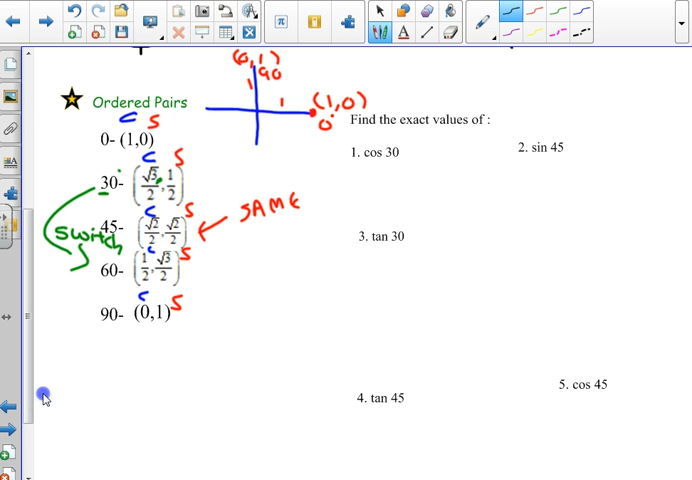 (0,1)
90
1
1
(1,0)
0°
Ordered Pairs
C S
0- (1,0)
C S
30- (√3/2, 1/2)
C S
45- (√2/2, √2/2)
SAME
switch
C S
60- (1/2, √3/2)
C S
90- (0,1)
Find the exact values of :
1. cos 30
2. sin 45
3. tan 30
4. tan 45
5. cos 45